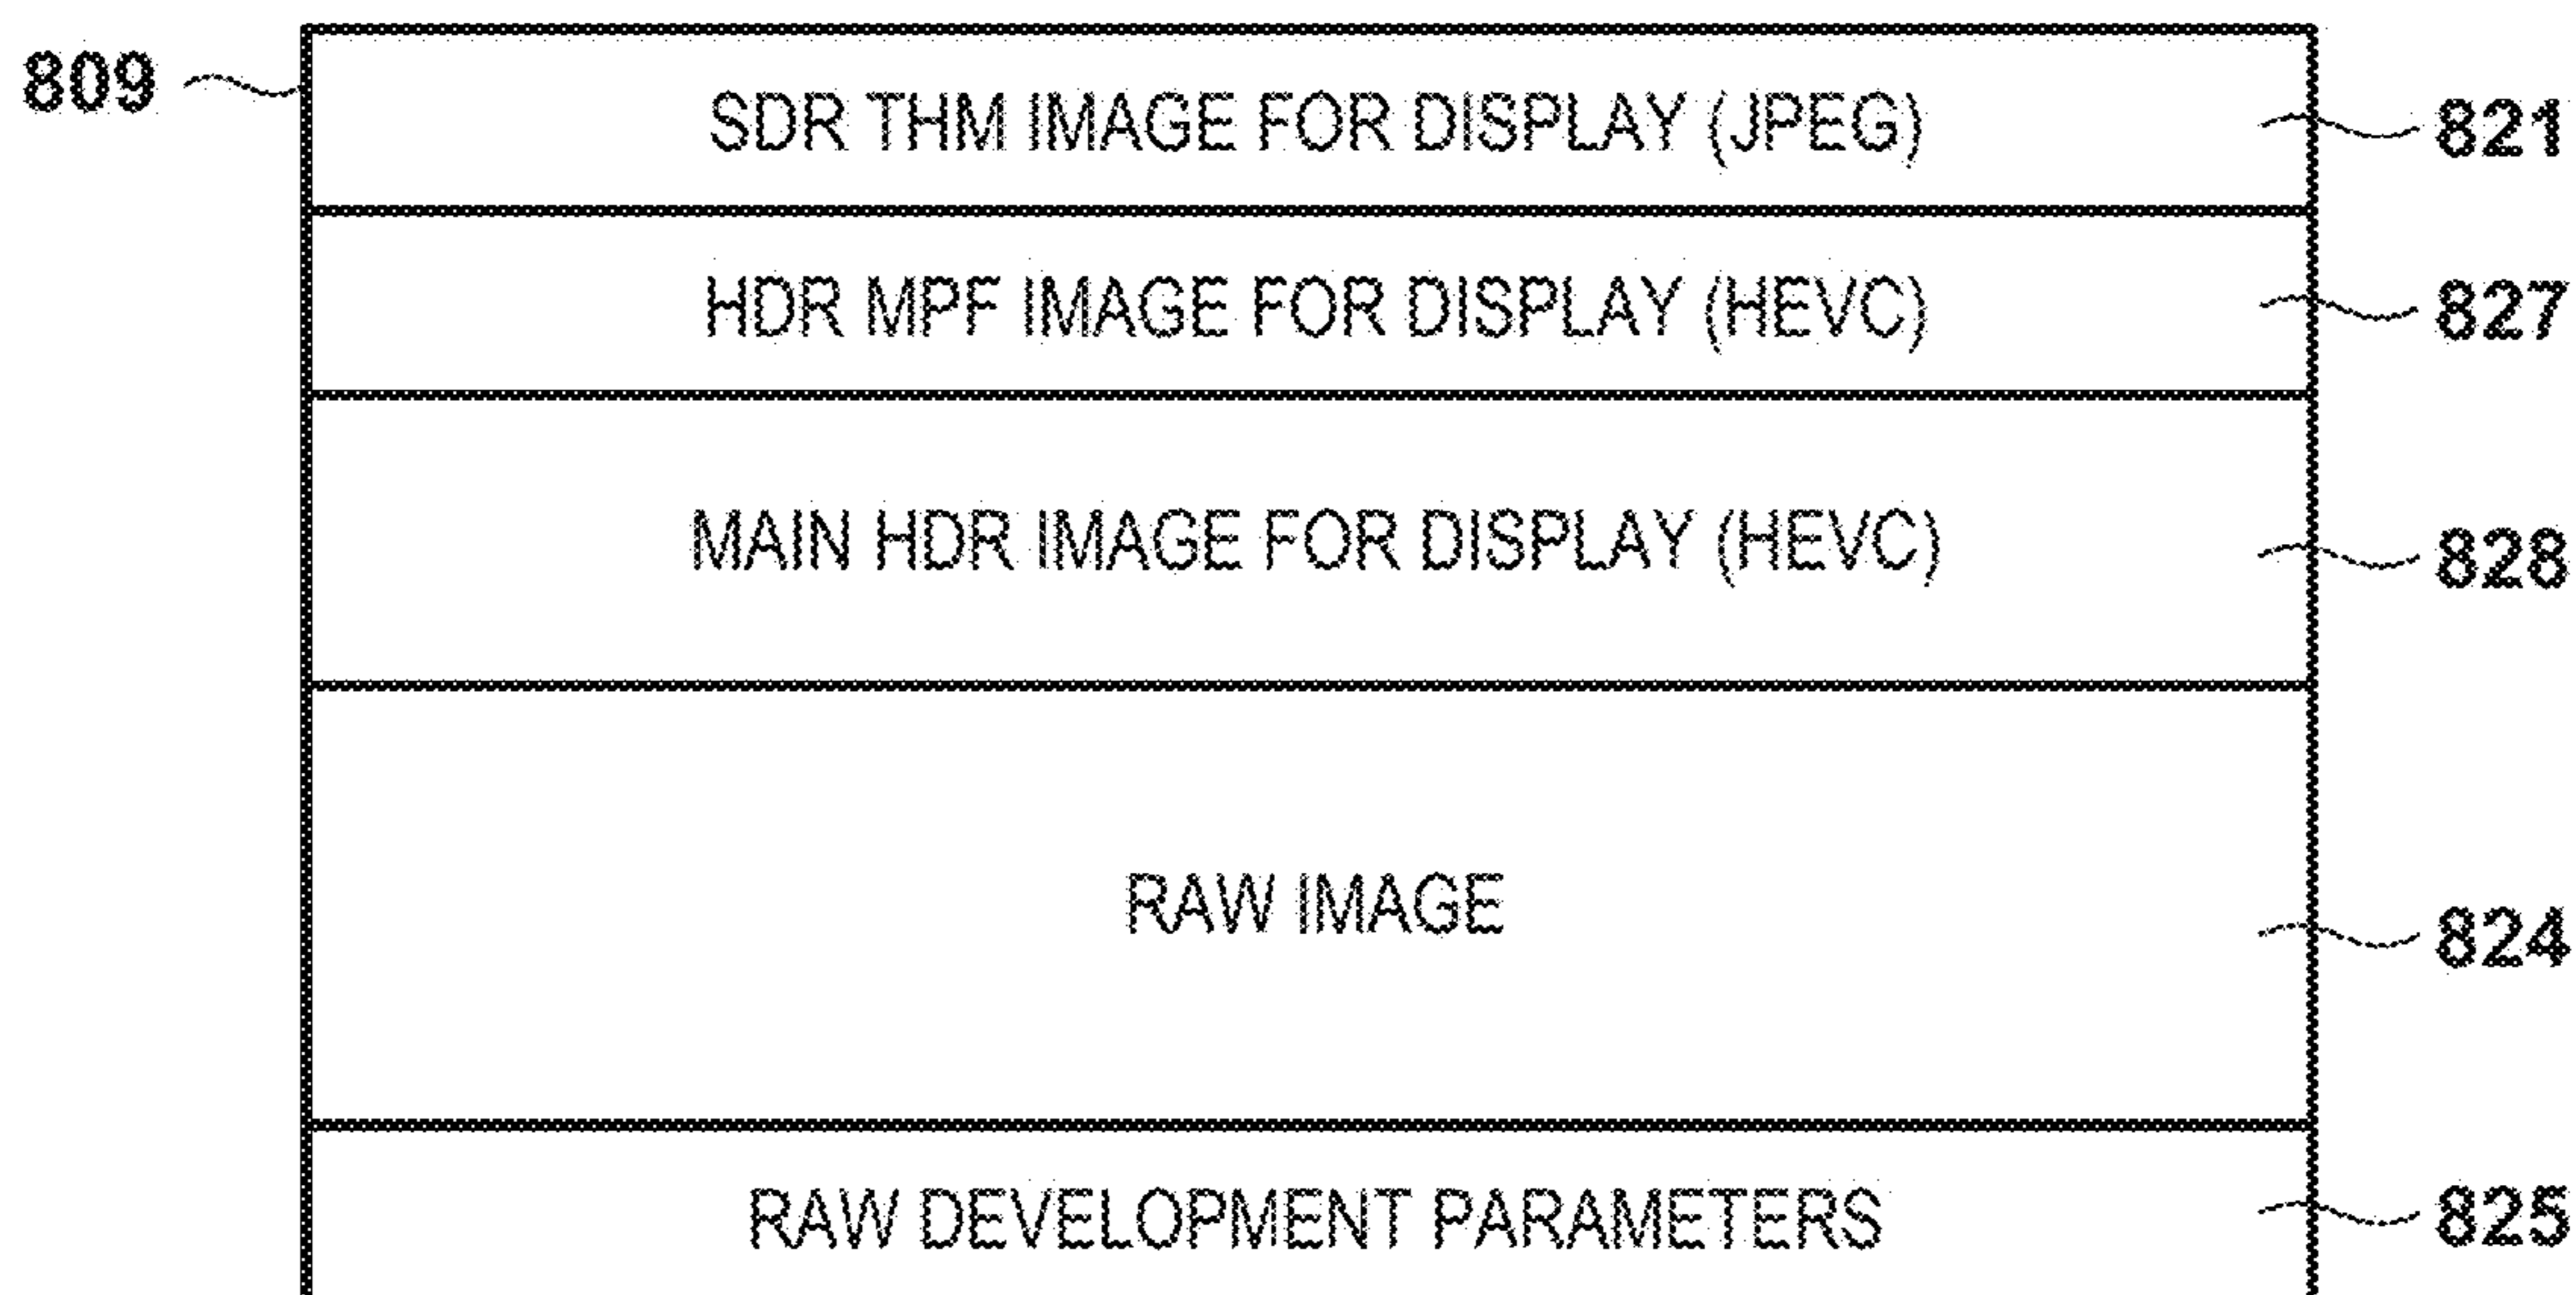 809
SDR THM IMAGE FOR DISPLAY (JPEG) 821
HDR MPF IMAGE FOR DISPLAY (HEVC) 827
MAIN HDR IMAGE FOR DISPLAY (HEVC) 828
RAW IMAGE 824
RAW DEVELOPMENT PARAMETERS 825